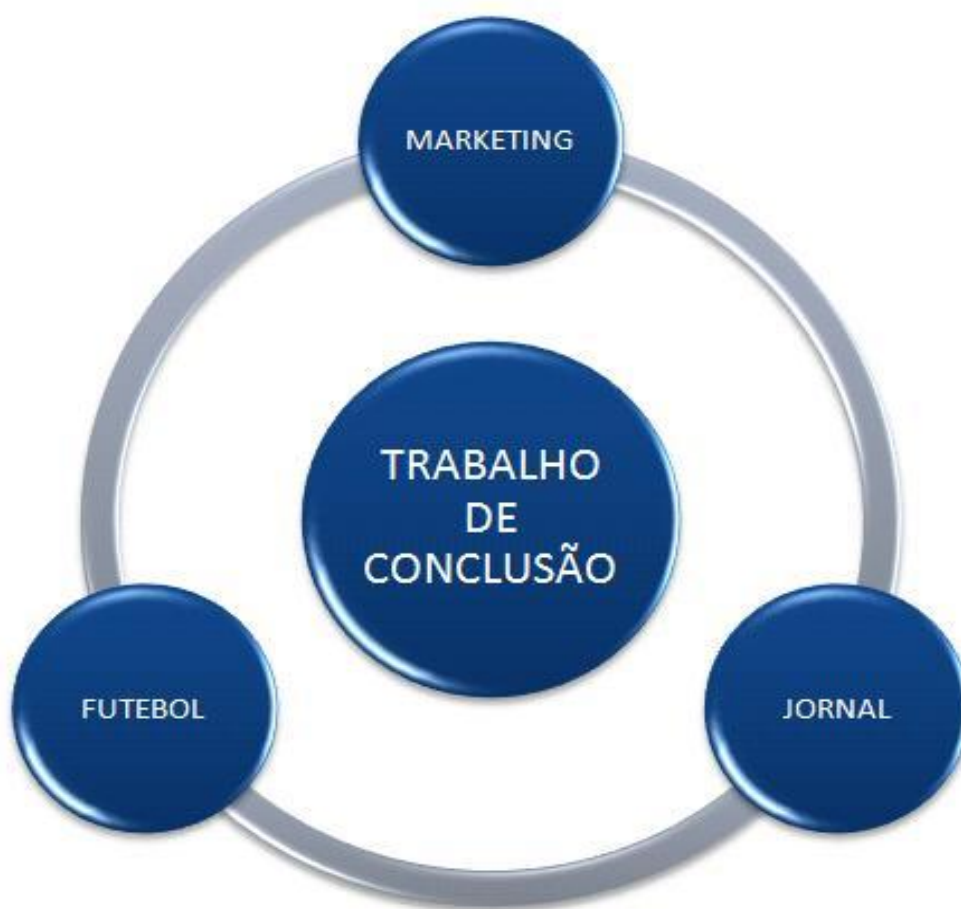 MARKETING
TRABALHO
DE
CONCLUSÃO
FUTEBOL
JORNAL